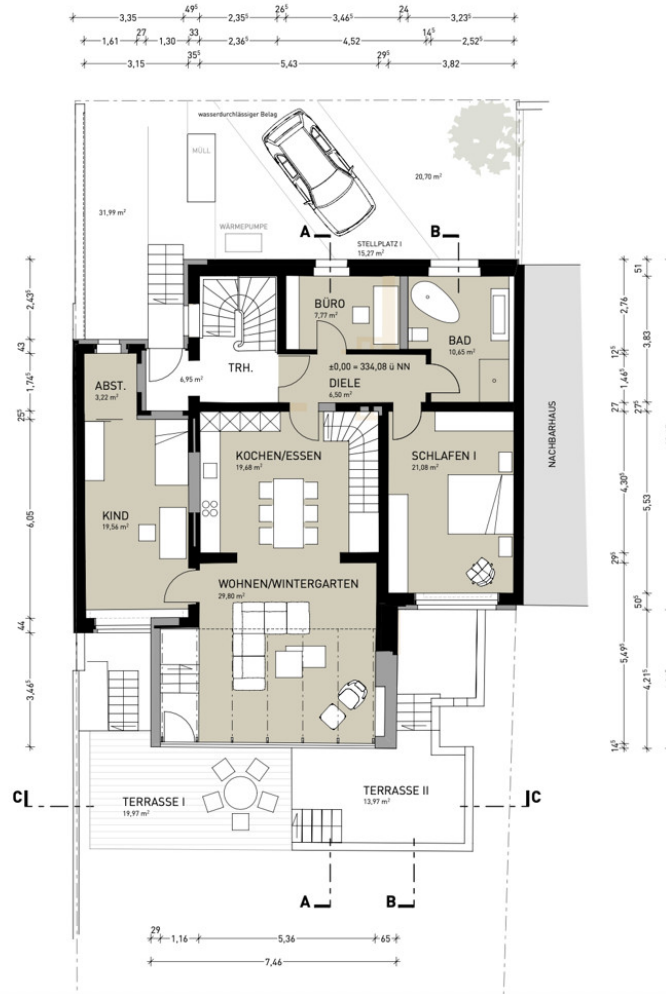 3,35 49⁵ 2,35⁵ 26⁵ 3,46⁵ 24 3,23⁵
1,61 27 1,30 33 2,36⁵ 4,52 14⁵ 2,52⁵
3,15 35⁵ 5,43 29⁵ 3,82
wasserdurchlässiger Belag
MÜLL
20,70 m²
31,99 m²
WÄRMEPUMPE
A
B
STELLPLATZ I
15,27 m²
2,43⁵
43
1,74⁵
25⁵
6,05
44
3,46⁵
BÜRO
7,77 m²
BAD
10,65 m²
TRH.
6,95 m²
±0,00 = 334,08 ü NN
DIELE
6,50 m²
ABST.
3,22 m²
KOCHEN/ESSEN
19,68 m²
SCHLAFEN I
21,08 m²
KIND
19,56 m²
WOHNEN/WINTERGARTEN
29,80 m²
NACHBARHAUS
2,76
12⁵
1,46⁵
27
4,30⁵
29⁵
5,49⁵
14⁵
51
3,83
27⁵
5,53
50⁵
4,21⁵
C
C
TERRASSE I
19,97 m²
TERRASSE II
13,97 m²
A
B
29 1,16 5,36 65
7,46